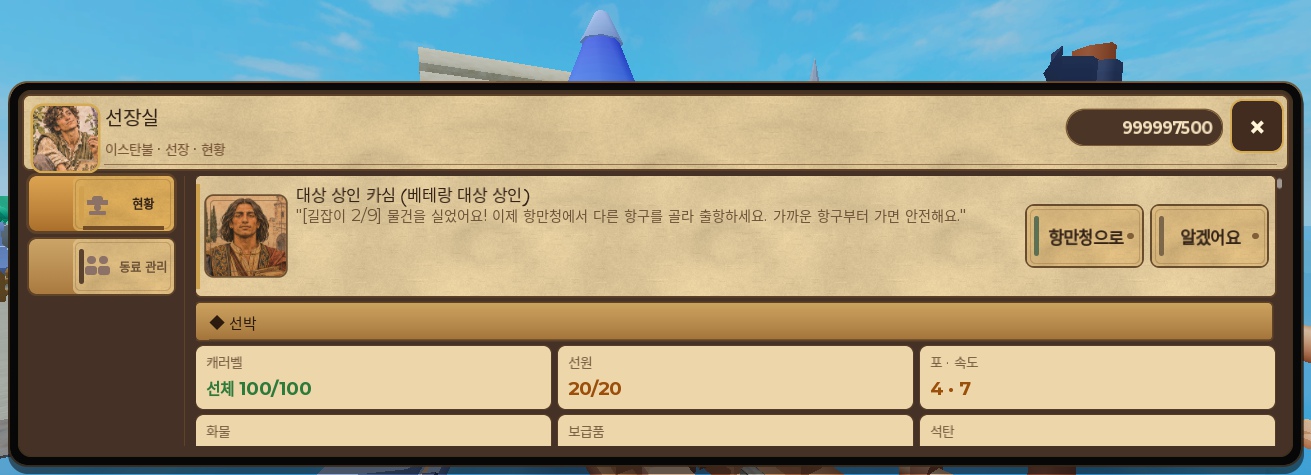 선장실
이스탄불 · 선장 · 현황
999997500
×
현황
동료 관리
대상 상인 카심 (베테랑 대상 상인)
"[길잡이 2/9] 물건을 실었어요! 이제 항만청에서 다른 항구를 골라 출항하세요. 가까운 항구부터 가면 안전해요."
항만청으로
알겠어요
◆ 선박
캐러벨
선체 100/100
선원
20/20
포 · 속도
4 · 7
화물
보급품
석탄